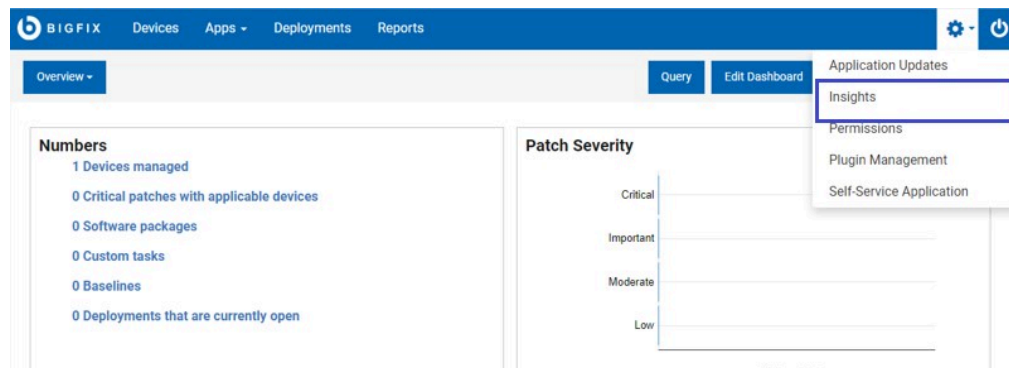 BIGFIX Devices Apps Deployments Reports
Overview
Query Edit Dashboard
Application Updates
Insights
Permissions
Plugin Management
Self-Service Application
Numbers
1 Devices managed
0 Critical patches with applicable devices
0 Software packages
0 Custom tasks
0 Baselines
0 Deployments that are currently open
Patch Severity
Critical
Important
Moderate
Low